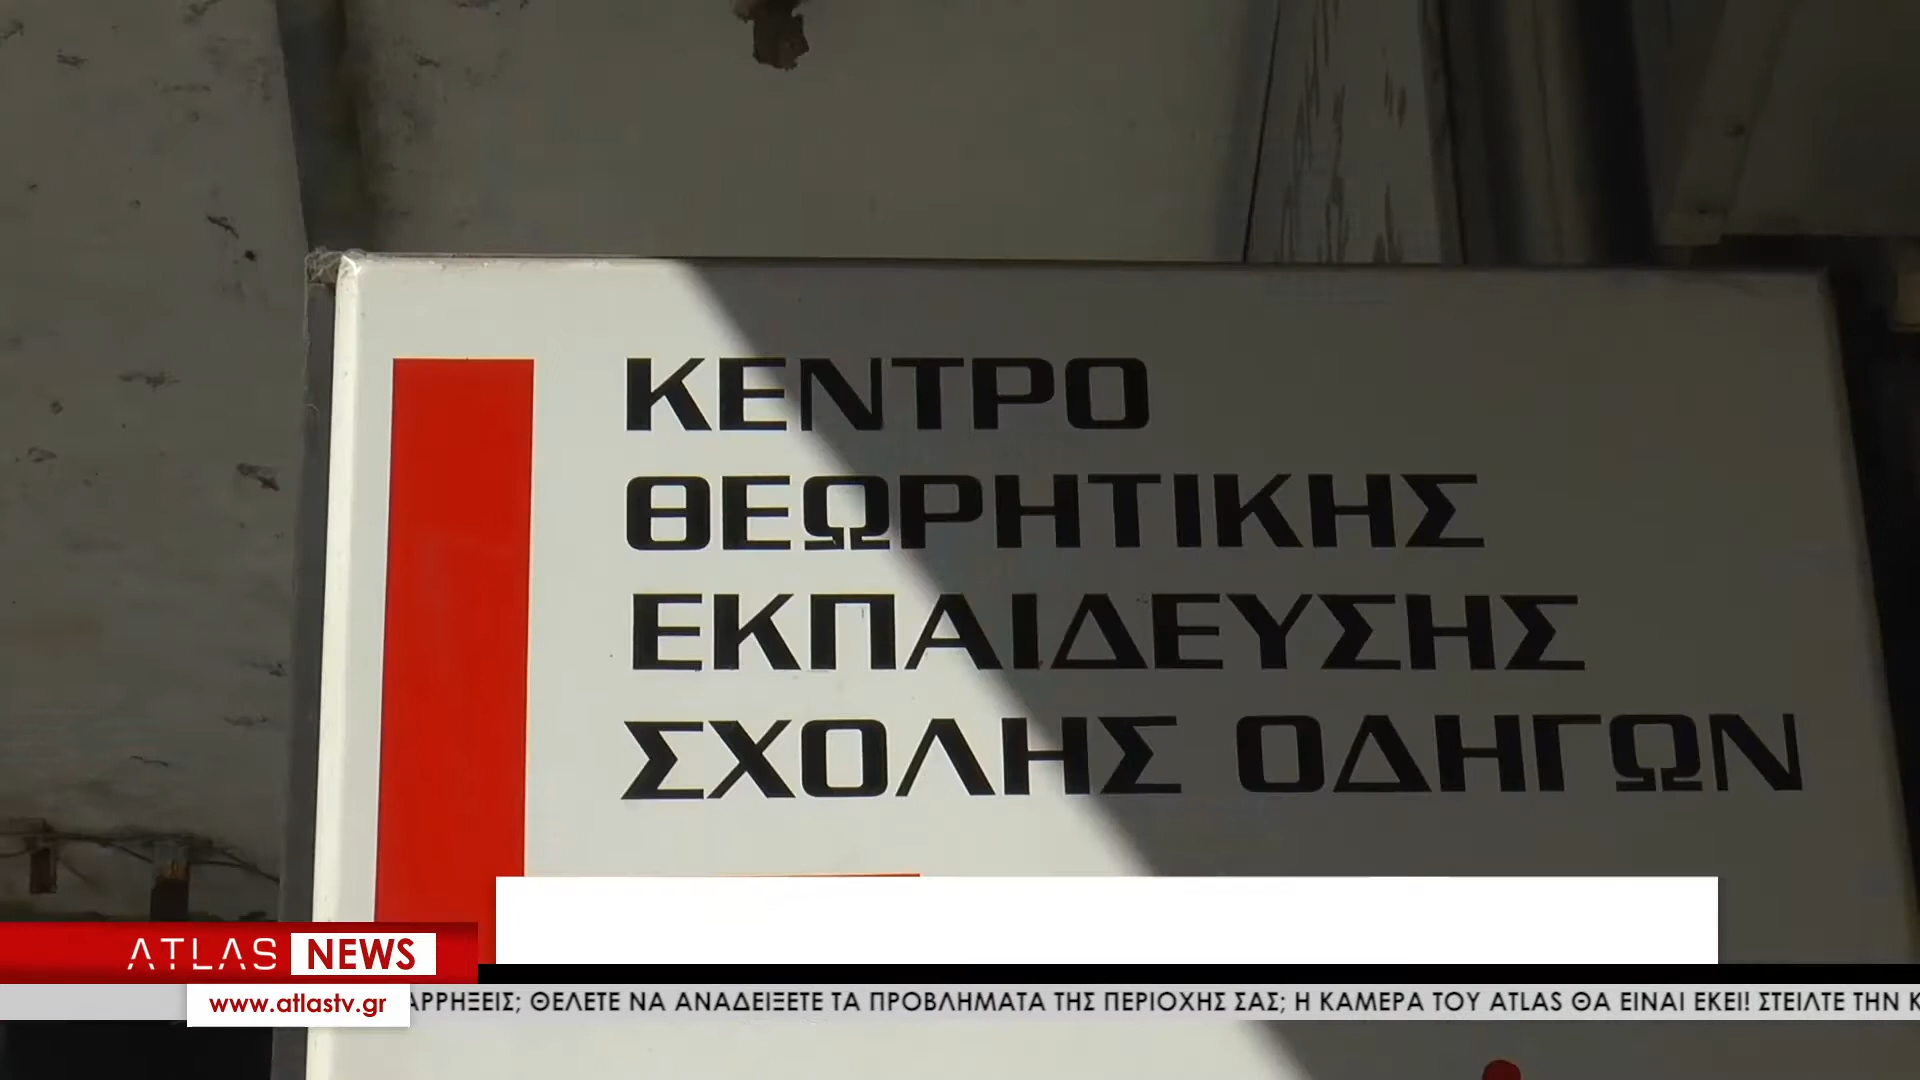 ΚΕΝΤΡΟ
ΘΕΩΡΗΤΙΚΗΣ
ΕΚΠΑΙΔΕΥΣΗΣ
ΣΧΟΛΗΣ ΟΔΗΓΩΝ
ATLAS NEWS
www.atlastv.gr
ΑΡΡΗΞΕΙΣ; ΘΕΛΕΤΕ ΝΑ ΑΝΑΔΕΙΞΕΤΕ ΤΑ ΠΡΟΒΛΗΜΑΤΑ ΤΗΣ ΠΕΡΙΟΧΗΣ ΣΑΣ; Η ΚΑΜΕΡΑ ΤΟΥ ATLAS ΘΑ ΕΙΝΑΙ ΕΚΕΙ! ΣΤΕΙΛΤΕ ΤΗΝ Κ